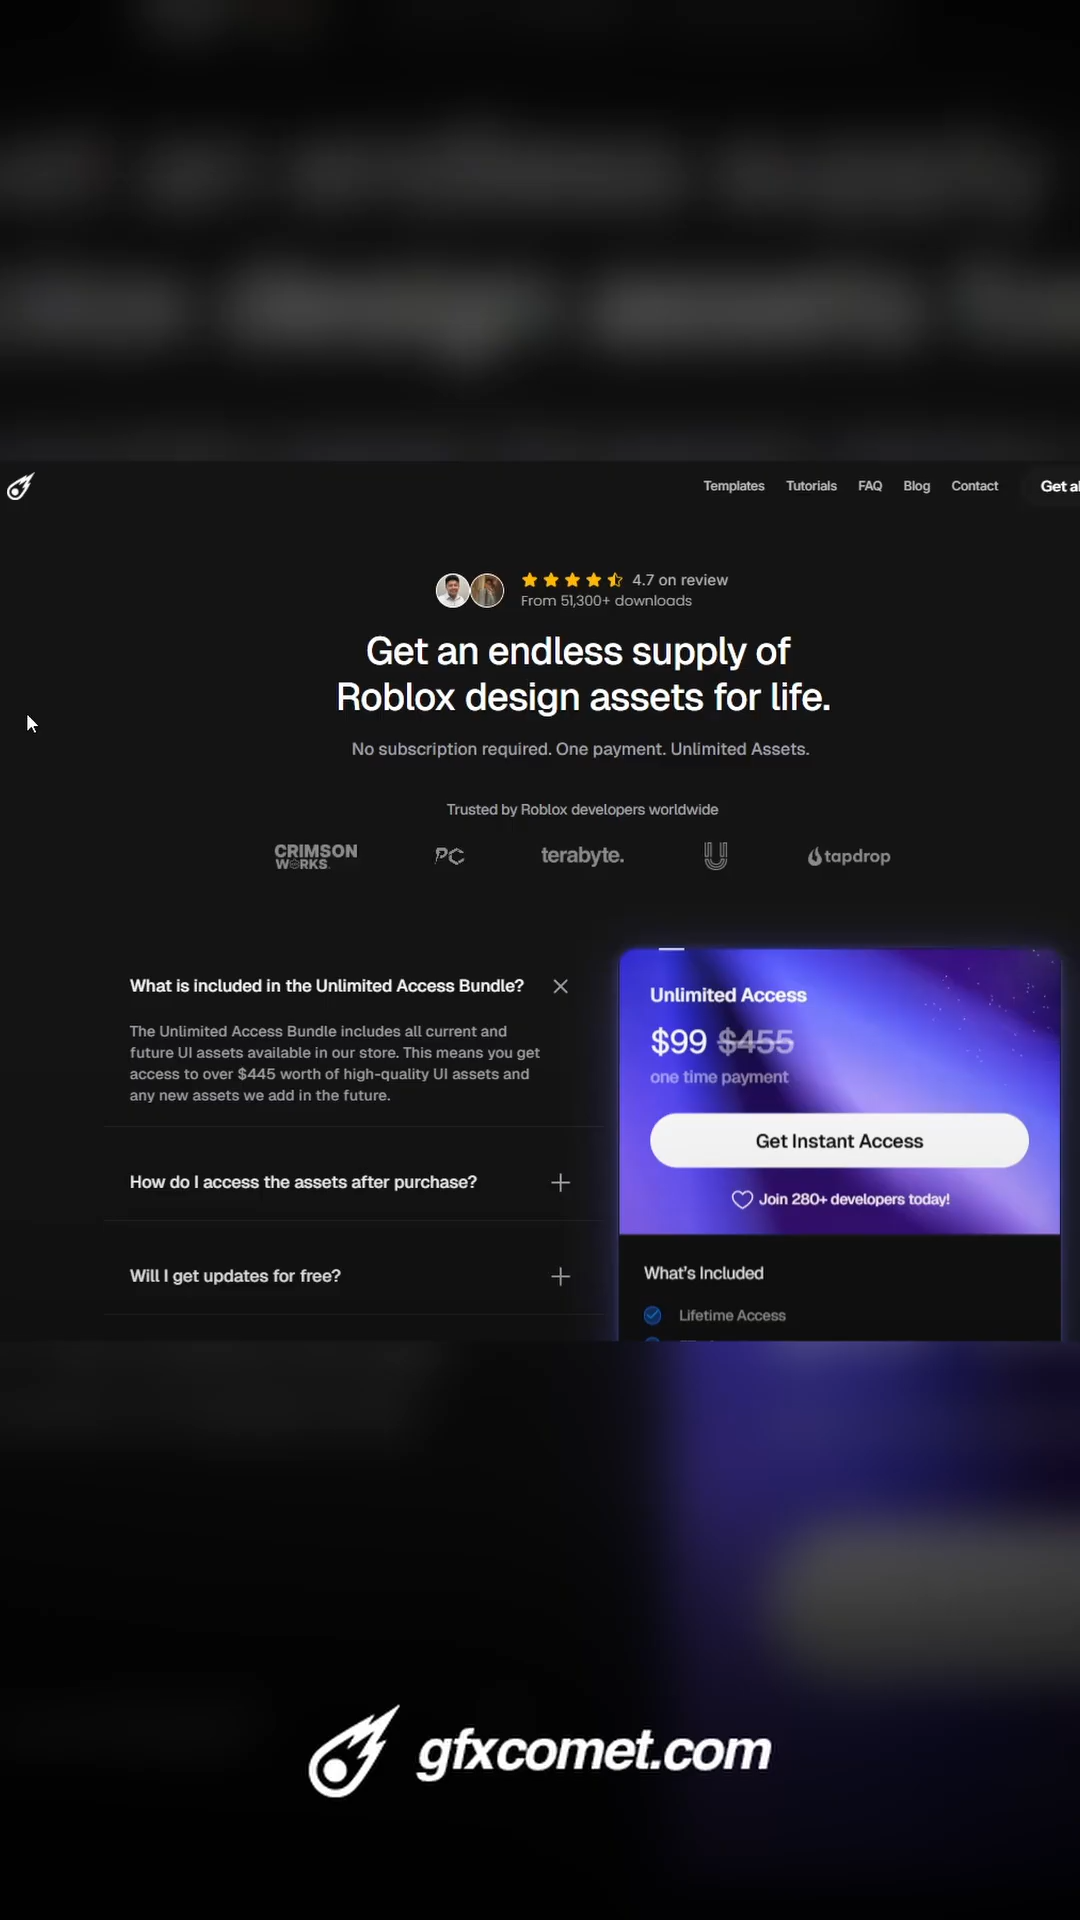 Templates Tutorials FAQ Blog Contact Get al
4.7 on review
From 51,300+ downloads
Get an endless supply of
Roblox design assets for life.
No subscription required. One payment. Unlimited Assets.
Trusted by Roblox developers worldwide
CRIMSON
WORKS.
PC
terabyte.
U
tapdrop
What is included in the Unlimited Access Bundle?
The Unlimited Access Bundle includes all current and
future UI assets available in our store. This means you get
access to over $445 worth of high-quality UI assets and
any new assets we add in the future.
How do I access the assets after purchase?
Will I get updates for free?
Unlimited Access
$99 $455
one time payment
Get Instant Access
Join 280+ developers today!
What's Included
Lifetime Access
gfxcomet.com